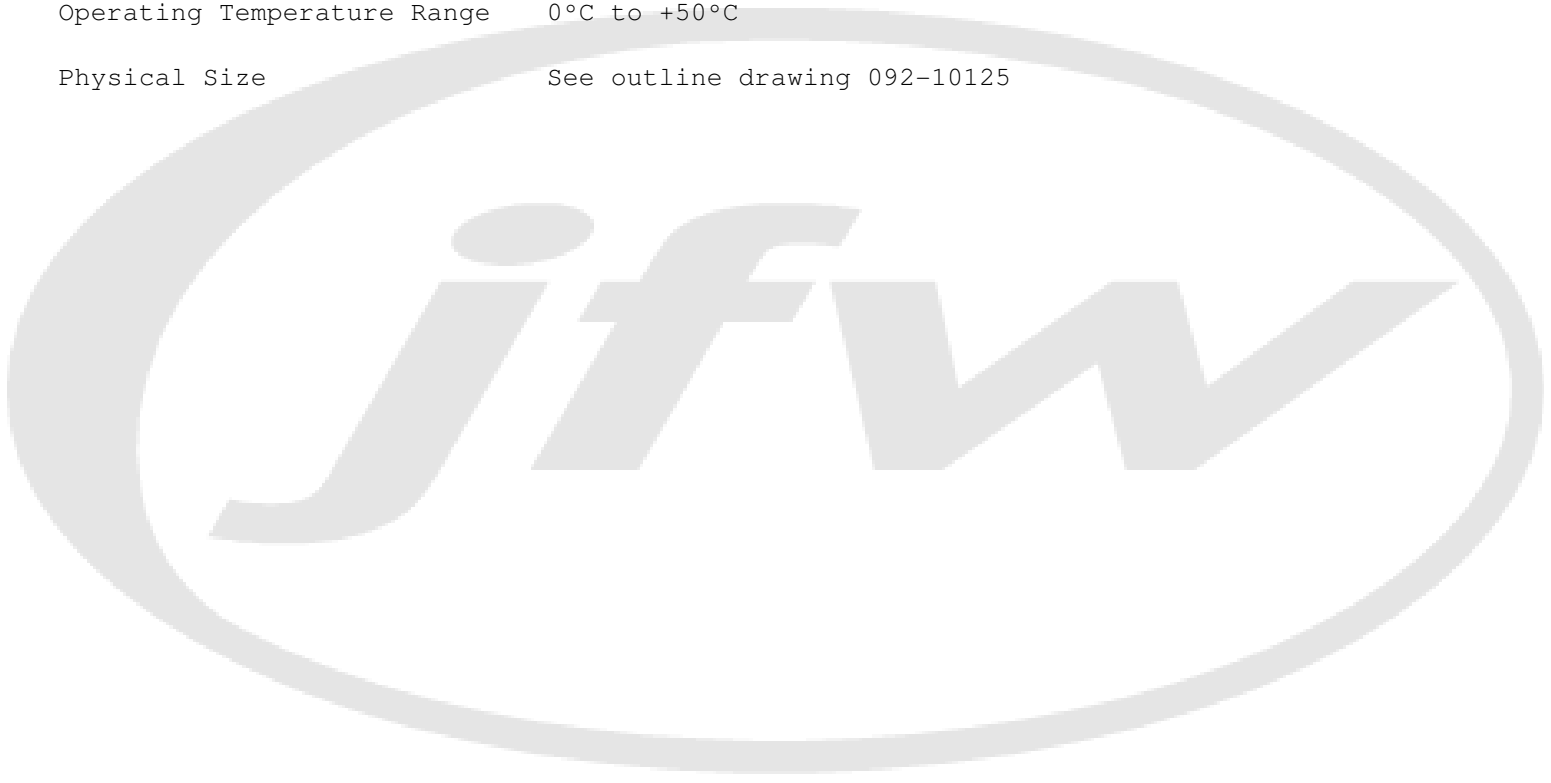 Operating Temperature Range 0°C to +50°C
Physical Size See outline drawing 092-10125
jfw